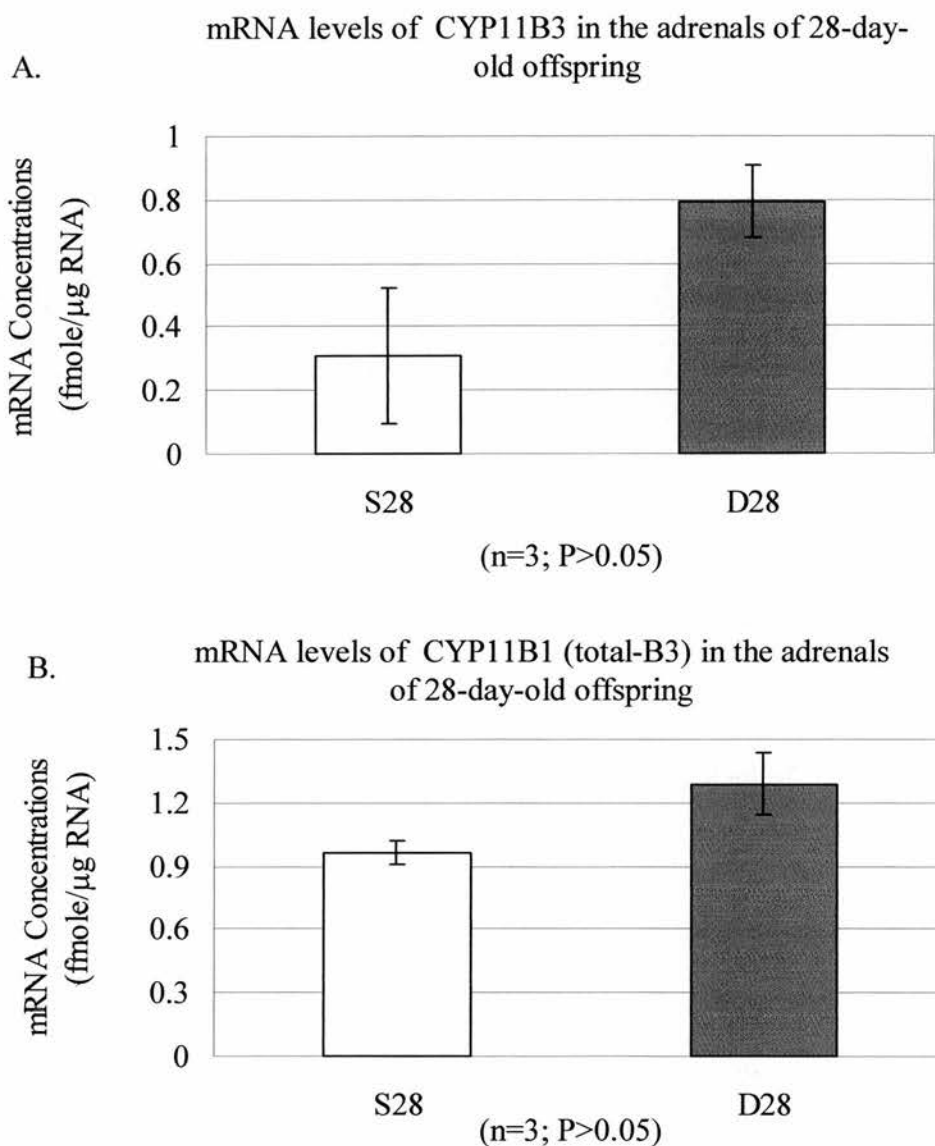 A.
mRNA levels of CYP11B3 in the adrenals of 28-day-
old offspring
mRNA Concentrations
(fmole/µg RNA)
1
0.8
0.6
0.4
0.2
0
S28
D28
(n=3; P>0.05)
B.
mRNA levels of CYP11B1 (total-B3) in the adrenals
of 28-day-old offspring
mRNA Concentrations
(fmole/µg RNA)
1.5
1.2
0.9
0.6
0.3
0
S28
D28
(n=3; P>0.05)